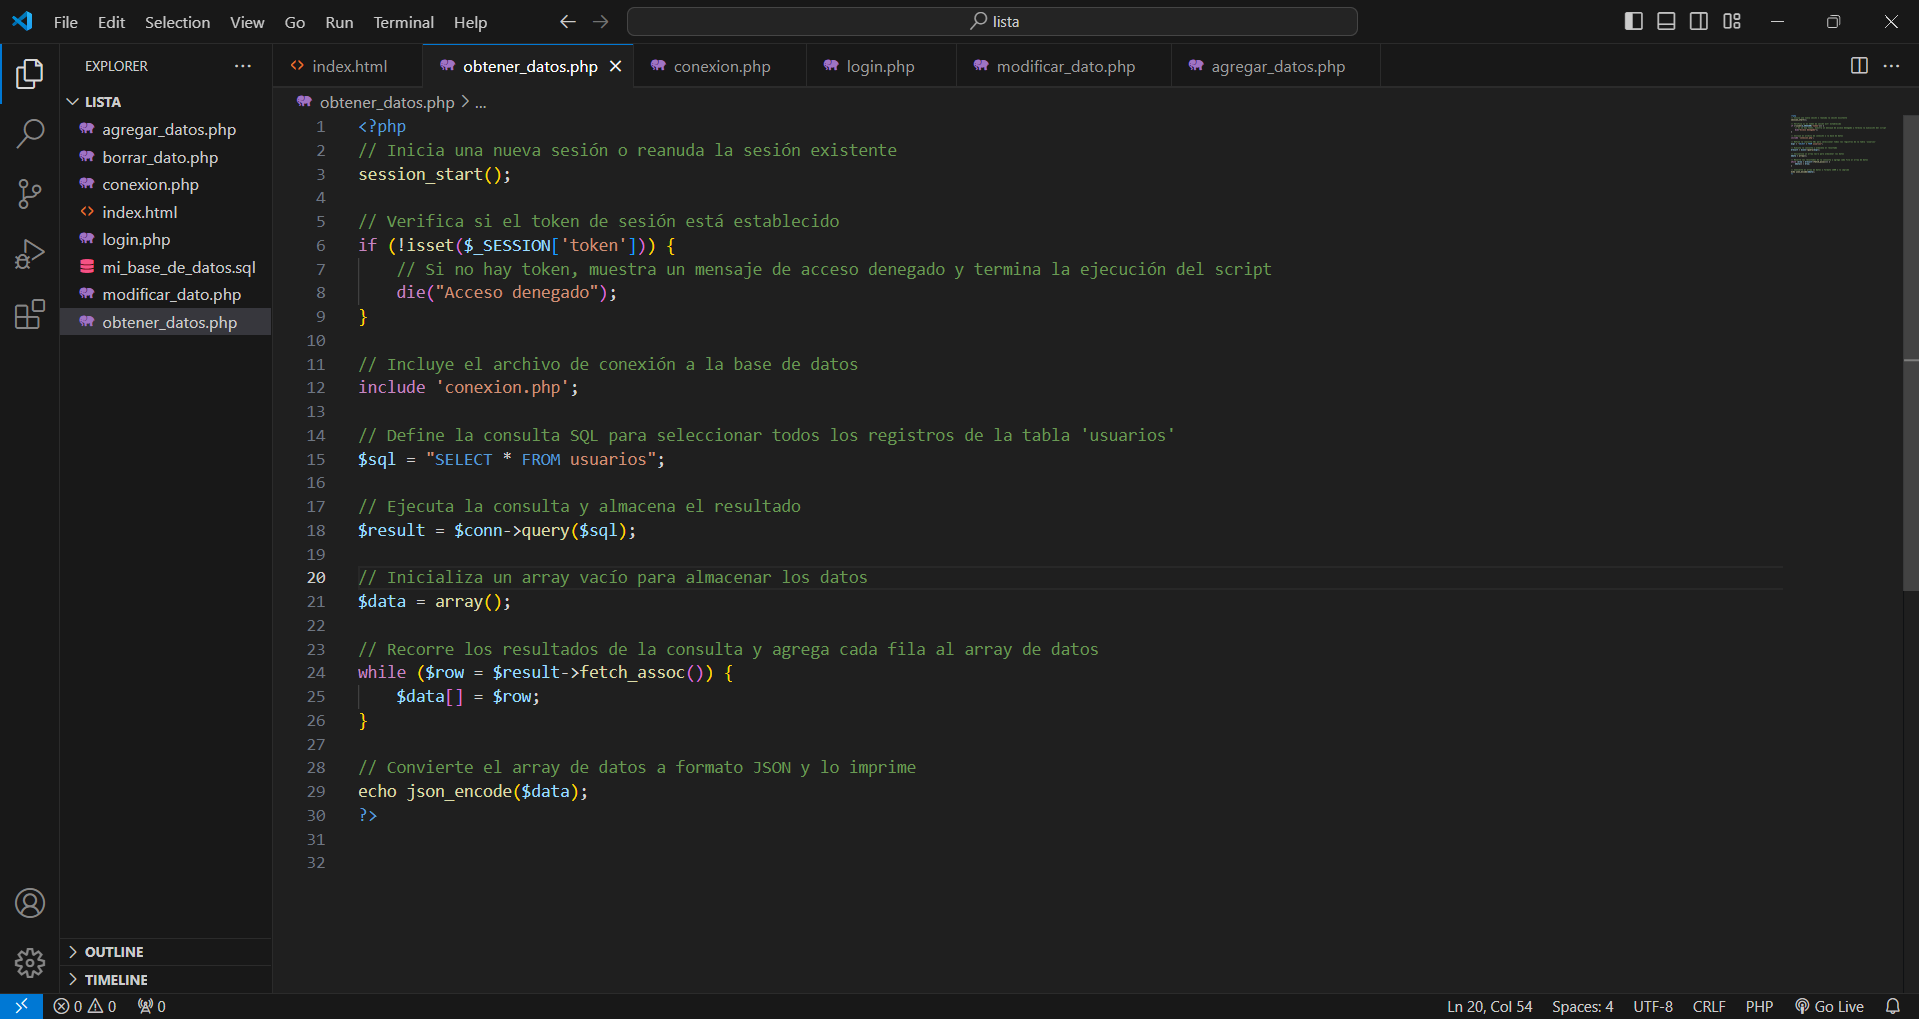 File Edit Selection View Go Run Terminal Help lista
EXPLORER ...
index.html obtener_datos.php conexion.php login.php modificar_dato.php agregar_datos.php
LISTA
agregar_datos.php
borrar_dato.php
conexion.php
index.html
login.php
mi_base_de_datos.sql
modificar_dato.php
obtener_datos.php
obtener_datos.php > ...
1 <?php
2 // Inicia una nueva sesión o reanuda la sesión existente
3 session_start();
4
5 // Verifica si el token de sesión está establecido
6 if (!isset($_SESSION['token'])) {
7 // Si no hay token, muestra un mensaje de acceso denegado y termina la ejecución del script
8 die("Acceso denegado");
9 }
10
11 // Incluye el archivo de conexión a la base de datos
12 include 'conexion.php';
13
14 // Define la consulta SQL para seleccionar todos los registros de la tabla 'usuarios'
15 $sql = "SELECT * FROM usuarios";
16
17 // Ejecuta la consulta y almacena el resultado
18 $result = $conn->query($sql);
19
20 // Inicializa un array vacío para almacenar los datos
21 $data = array();
22
23 // Recorre los resultados de la consulta y agrega cada fila al array de datos
24 while ($row = $result->fetch_assoc()) {
25 $data[] = $row;
26 }
27
28 // Convierte el array de datos a formato JSON y lo imprime
29 echo json_encode($data);
30 ?>
31
32
OUTLINE
TIMELINE
0 0 0 Ln 20, Col 54 Spaces: 4 UTF-8 CRLF PHP Go Live